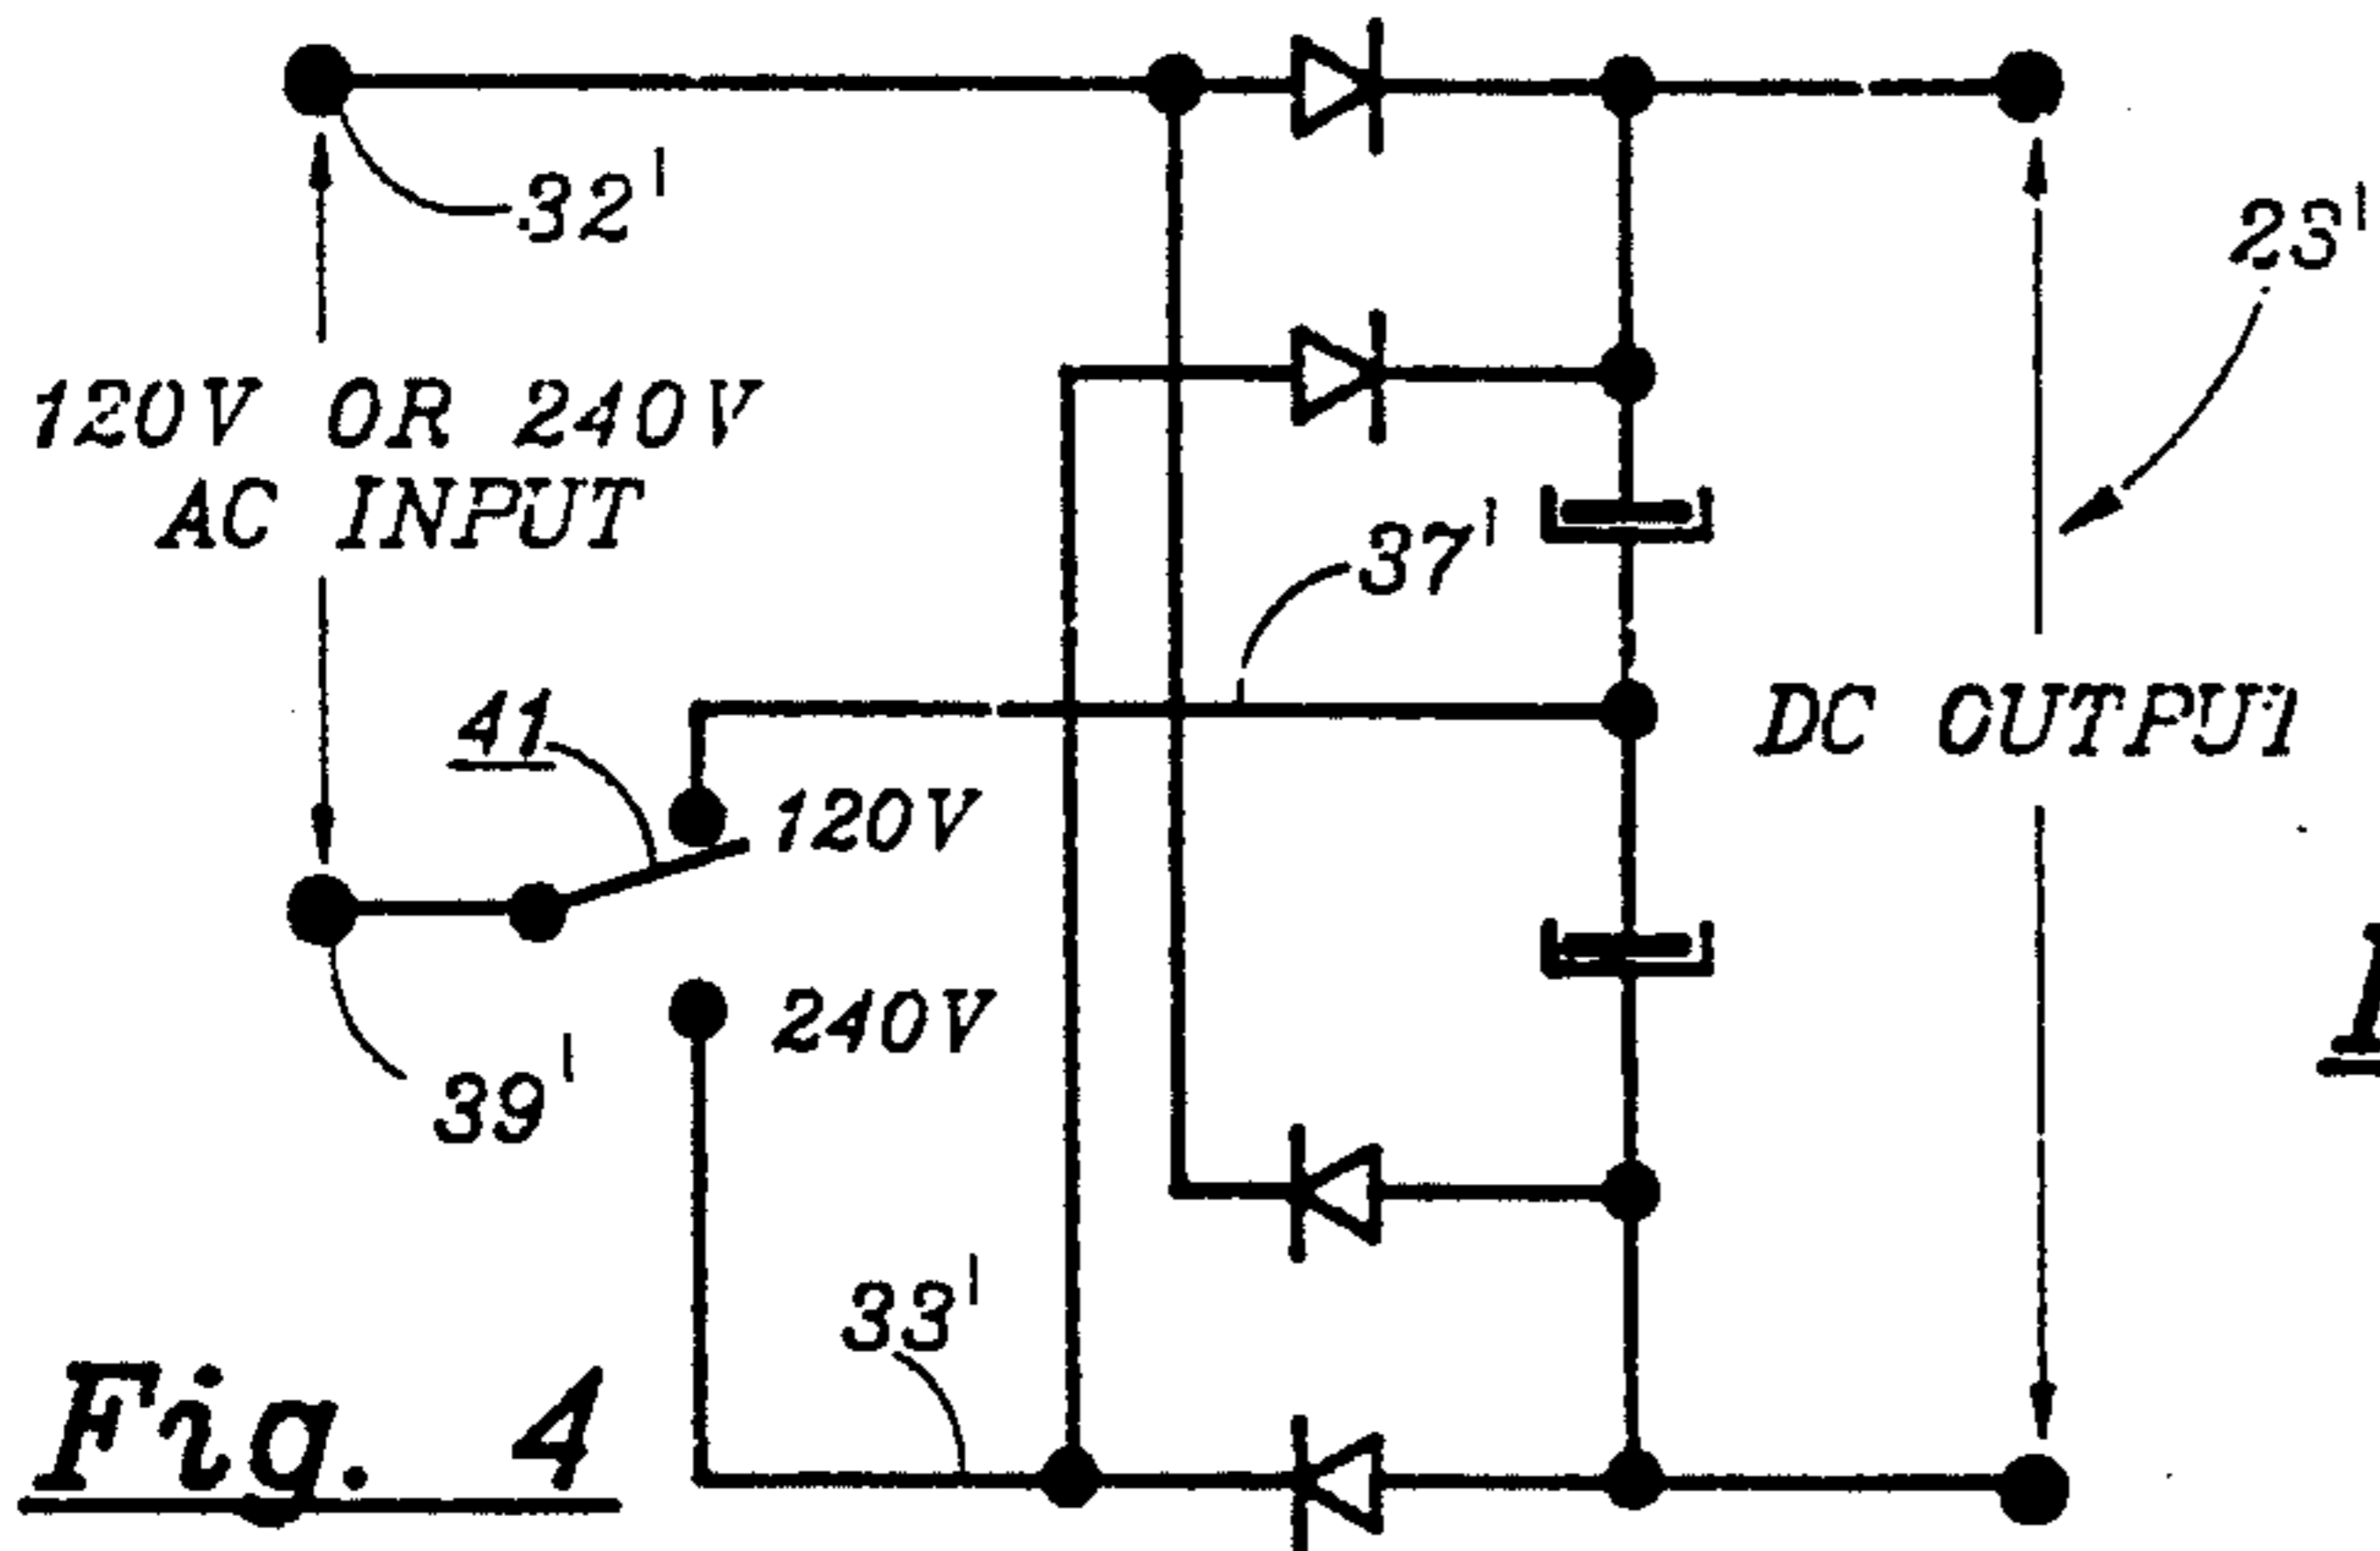 32'
23'
120V OR 240V
AC INPUT
37'
41
120V
DC OUTPUT
240V
39'
33'
Fig. 4